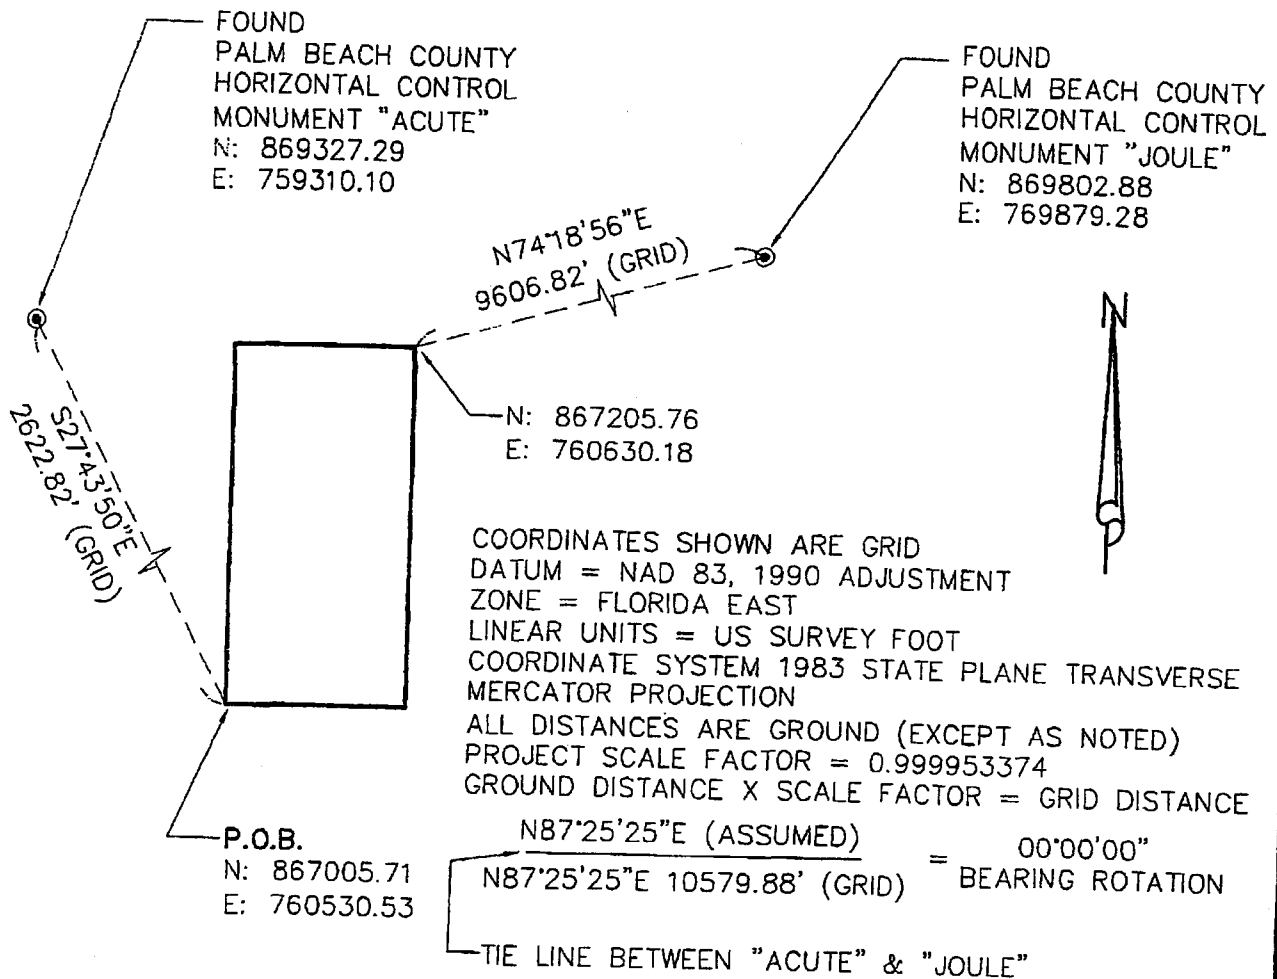 FOUND
PALM BEACH COUNTY
HORIZONTAL CONTROL
MONUMENT "ACUTE"
N: 869327.29
E: 759310.10
FOUND
PALM BEACH COUNTY
HORIZONTAL CONTROL
MONUMENT "JOULE"
N: 869802.88
E: 769879.28
N74°18'56"E
9606.82' (GRID)
N
S27°43'50"E
2622.82' (GRID)
N: 867205.76
E: 760630.18
COORDINATES SHOWN ARE GRID
DATUM = NAD 83, 1990 ADJUSTMENT
ZONE = FLORIDA EAST
LINEAR UNITS = US SURVEY FOOT
COORDINATE SYSTEM 1983 STATE PLANE TRANSVERSE
MERCATOR PROJECTION
ALL DISTANCES ARE GROUND (EXCEPT AS NOTED)
PROJECT SCALE FACTOR = 0.999953374
GROUND DISTANCE X SCALE FACTOR = GRID DISTANCE
P.O.B.
N: 867005.71
E: 760530.53
N87°25'25"E (ASSUMED)
N87°25'25"E 10579.88' (GRID)
= 00°00'00"
BEARING ROTATION
TIE LINE BETWEEN "ACUTE" & "JOULE"